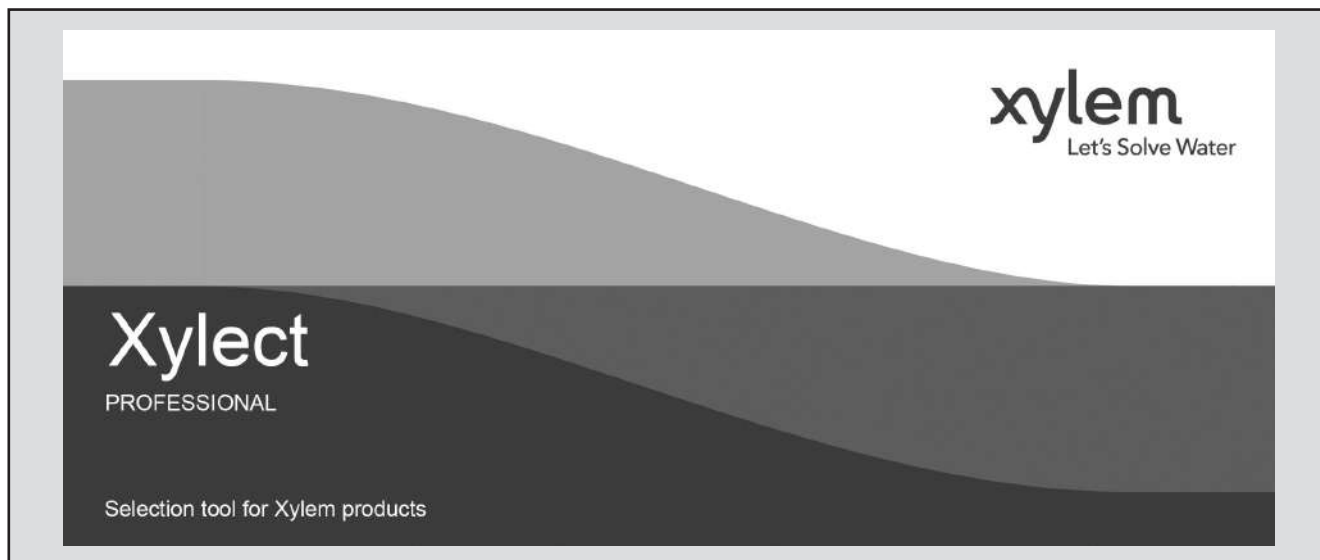 xylem
Let's Solve Water
Xylect
PROFESSIONAL
Selection tool for Xylem products